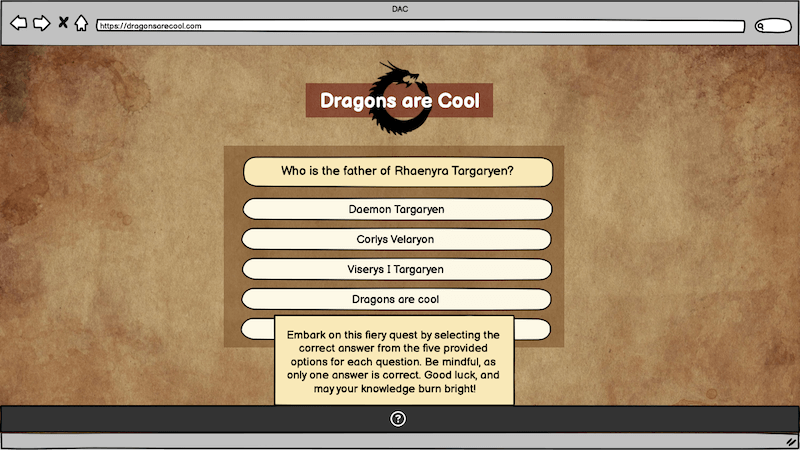 DAC
https://dragonsarecool.com
Dragons are Cool
Who is the father of Rhaenyra Targaryen?
Daemon Targaryen
Corlys Velaryon
Viserys I Targaryen
Dragons are cool
Embark on this fiery quest by selecting the
correct answer from the five provided
options for each question. Be mindful, as
only one answer is correct. Good luck, and
may your knowledge burn bright!
?